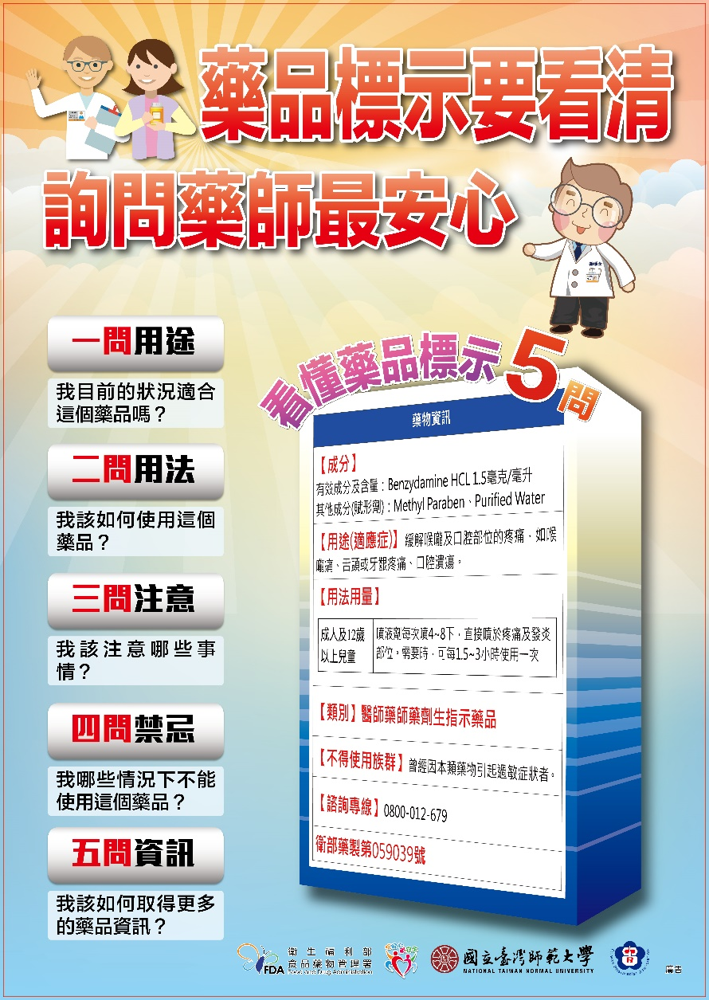 藥品標示要看清
詢問藥師最安心
一問用途
我目前的狀況適合
這個藥品嗎？
二問用法
我該如何使用這個
藥品？
三問注意
我該注意哪些事
情？
四問禁忌
我哪些情況下不能
使用這個藥品？
五問資訊
我該如何取得更多
的藥品資訊？
看懂藥品標示5問
藥物資訊
【成分】
有效成分及含量：Benzydamine HCL 1.5毫克/毫升
其他成分(賦形劑)：Methyl Paraben、Purified Water
【用途(適應症)】緩解喉嚨及口腔部位的疼痛、如喉
嚨痛、舌頭或牙齦疼痛、口腔潰瘍。
【用法用量】
成人及12歲
以上兒童
噴液劑每次噴4~8下，直接噴於疼痛及發炎
部位。需要時，可每1.5~3小時使用一次
【類別】醫師藥師藥劑生指示藥品
【不得使用族群】曾經因本類藥物引起過敏症狀者。
【諮詢專線】0800-012-679
衛部藥製第059039號
FDA
衛生福利部
食品藥物管理署
Food and Drug Administration
國立臺灣師範大學
NATIONAL TAIWAN NORMAL UNIVERSITY
廣告